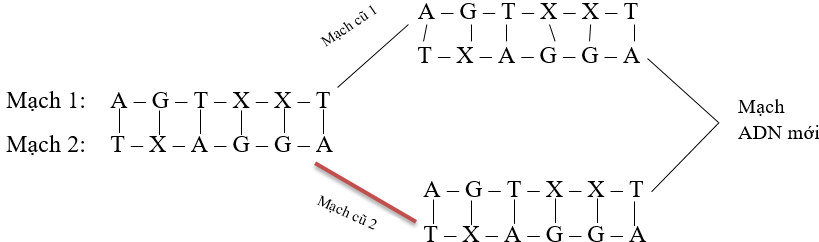 Mạch cũ 1
A – G – T – X – X – T
T – X – A – G – G – A
Mạch 1: A – G – T – X – X – T
Mạch 2: T – X – A – G – G – A
Mạch
ADN mới
Mạch cũ 2
A – G – T – X – X – T
T – X – A – G – G – A